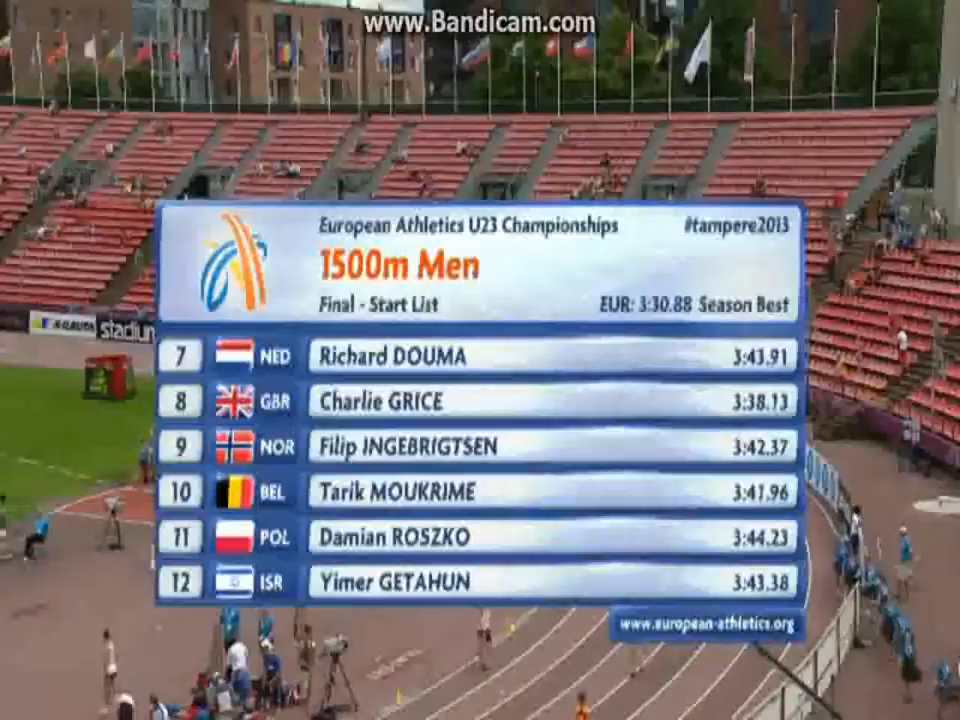 www.Bandicam.com
European Athletics U23 Championships #tampere2013
1500m Men
Final - Start List EUR: 3:30.88 Season Best
7 NED Richard DOUMA 3:43.91
8 GBR Charlie GRICE 3:38.13
9 NOR Filip INGEBRIGTSEN 3:42.37
10 BEL Tarik MOUKRIME 3:41.96
11 POL Damian ROSZKO 3:44.23
12 ISR Yimer GETAHUN 3:43.38
www.european-athletics.org
stadium